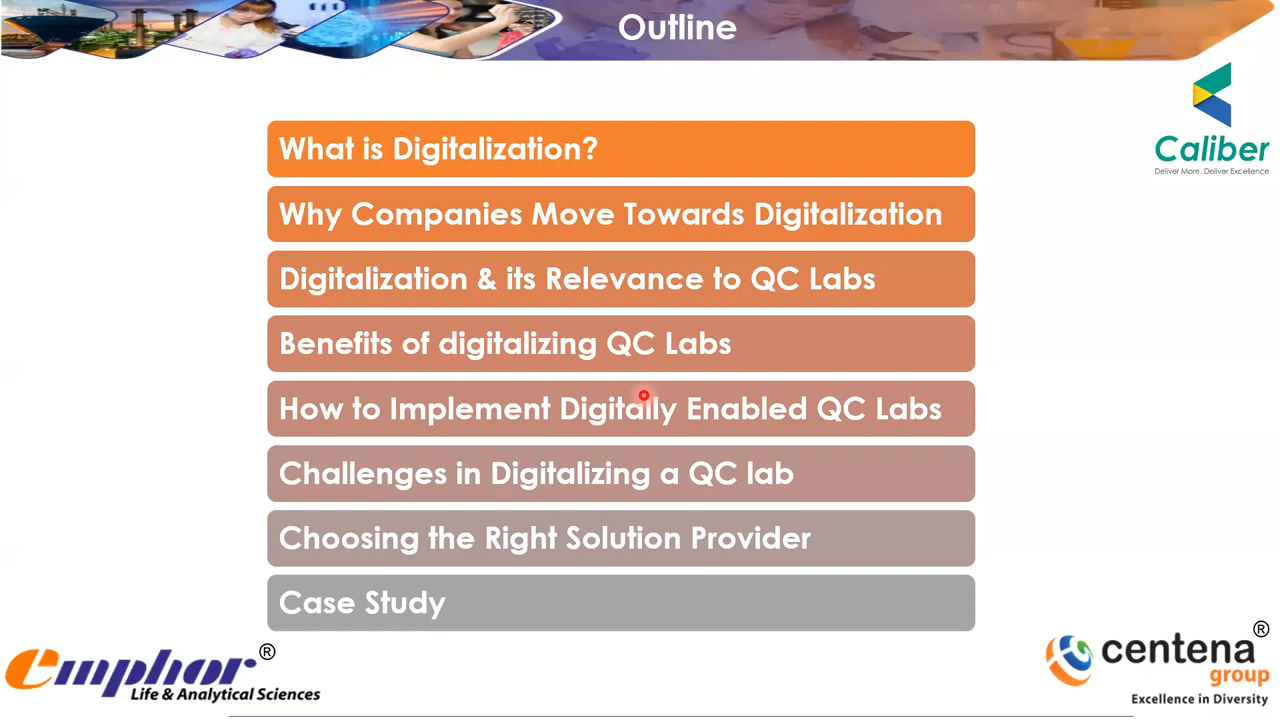 Outline
Caliber
Deliver More. Deliver Excellence
What is Digitalization?
Why Companies Move Towards Digitalization
Digitalization & its Relevance to QC Labs
Benefits of digitalizing QC Labs
How to Implement Digitally Enabled QC Labs
Challenges in Digitalizing a QC lab
Choosing the Right Solution Provider
Case Study
emphor®
Life & Analytical Sciences
centena®
group
Excellence in Diversity